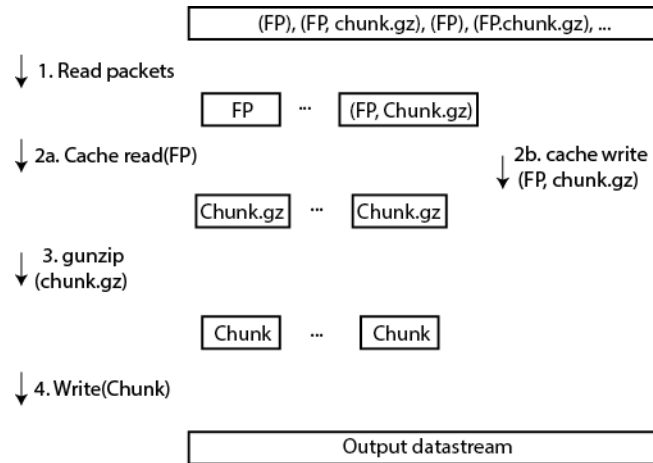 (FP), (FP, chunk.gz), (FP), (FP.chunk.gz), ...
1. Read packets
FP ... (FP, Chunk.gz)
2a. Cache read(FP)
2b. cache write
(FP, chunk.gz)
Chunk.gz ... Chunk.gz
3. gunzip
(chunk.gz)
Chunk ... Chunk
4. Write(Chunk)
Output datastream